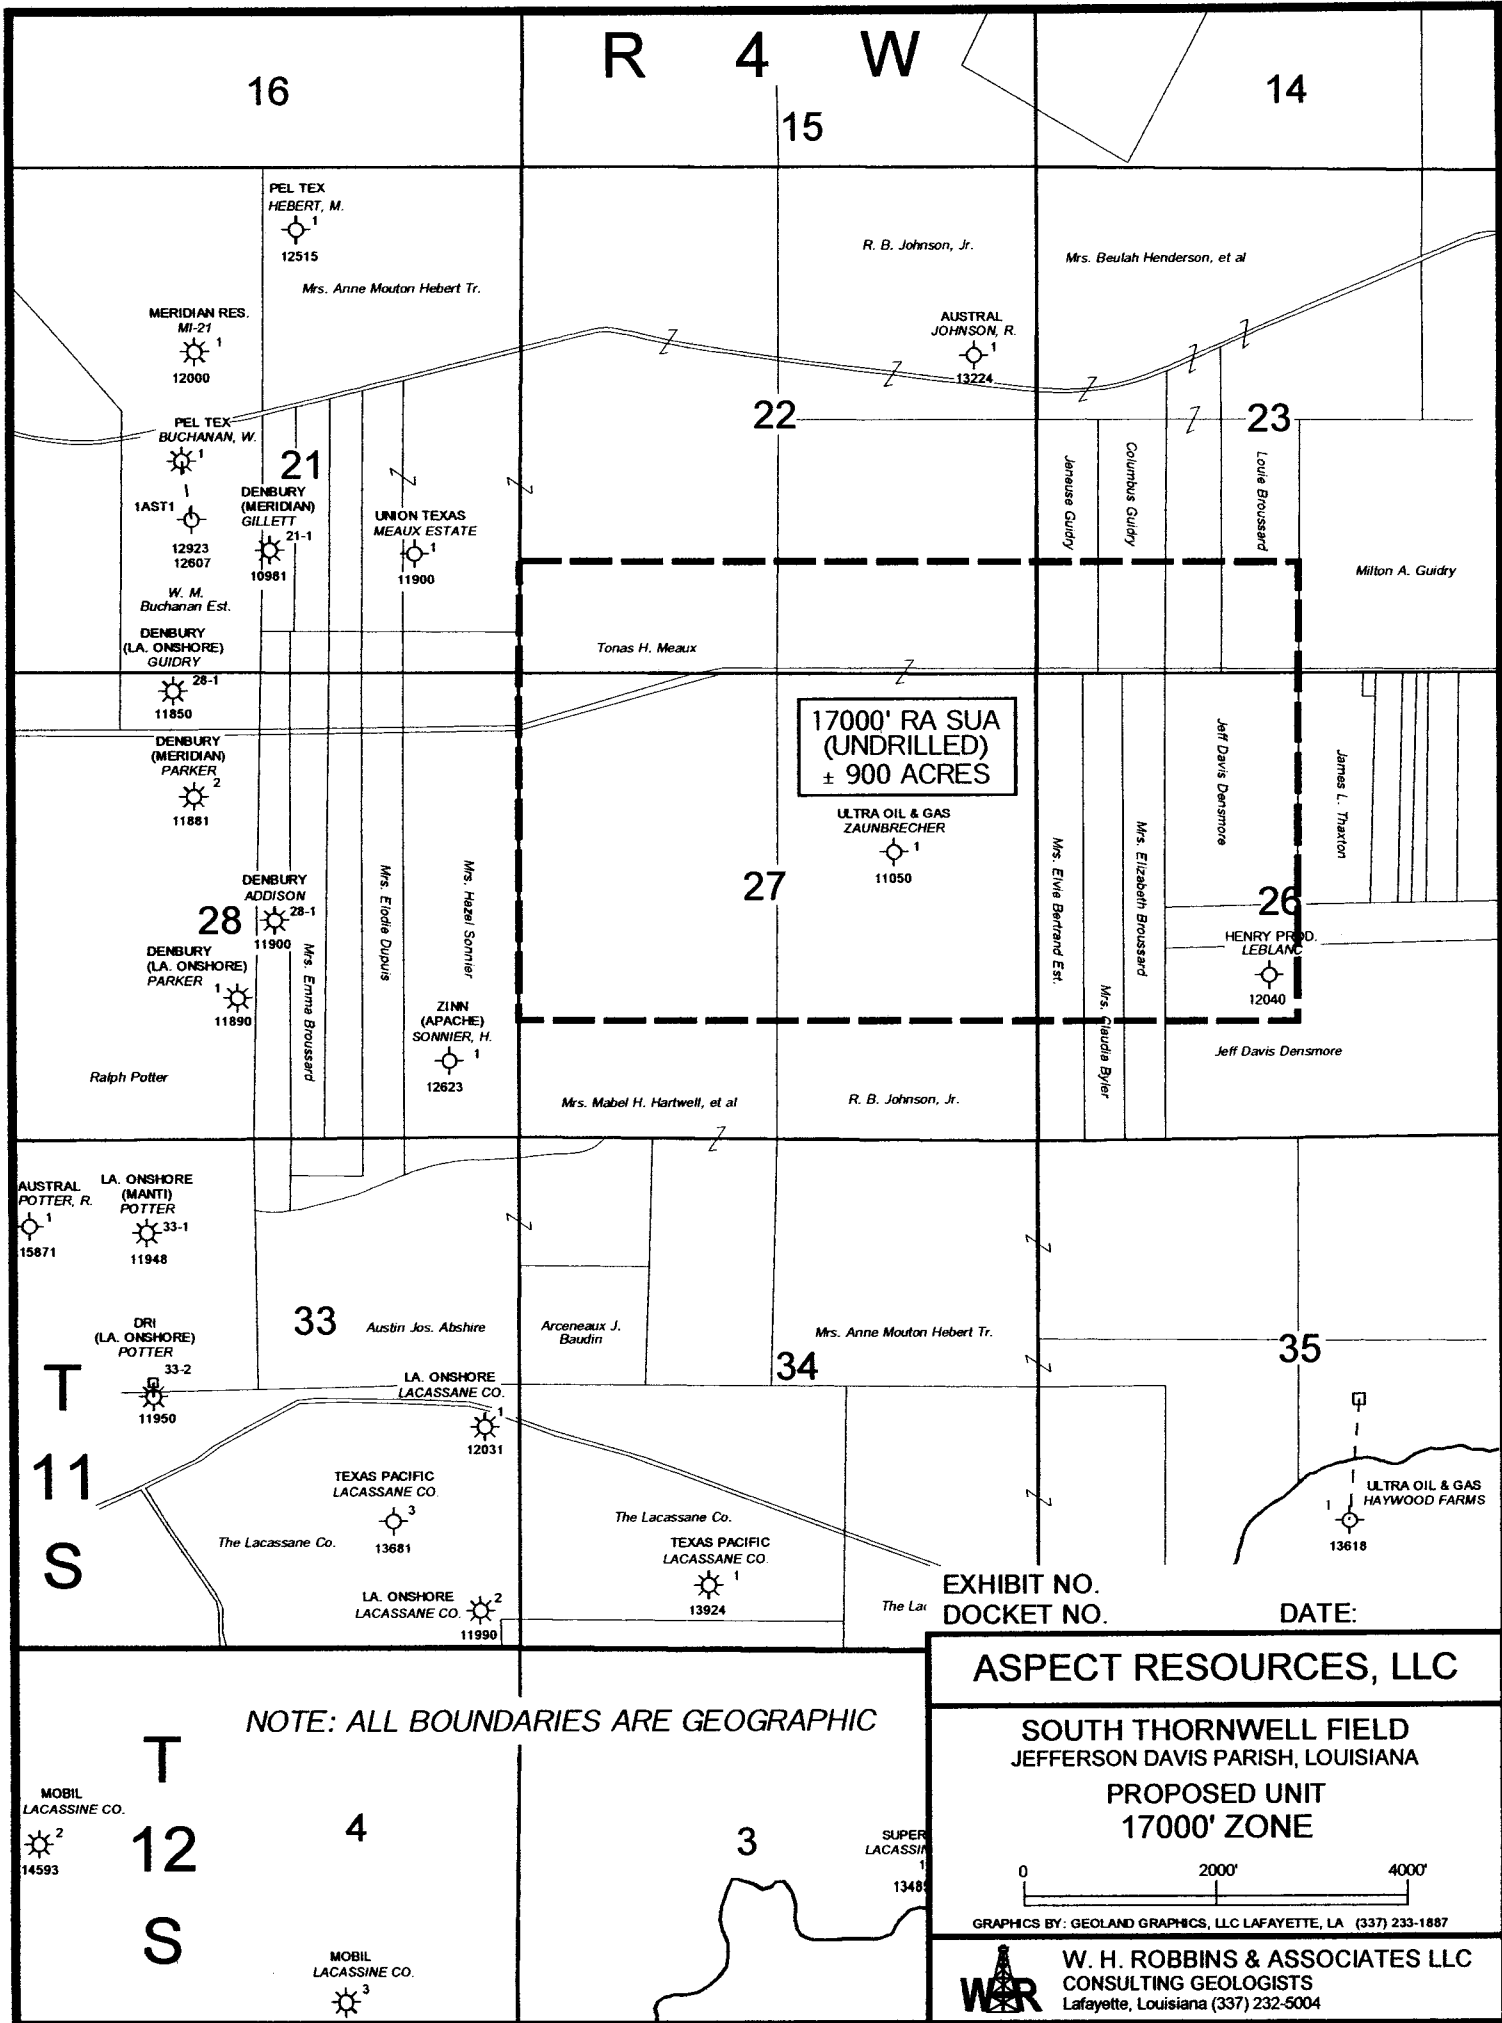 R 4 W
16
15
14
PEL TEX
HEBERT, M.
1
12515
Mrs. Anne Mouton Hebert Tr.
R. B. Johnson, Jr.
Mrs. Beulah Henderson, et al
MERIDIAN RES.
MI-21
1
12000
AUSTRAL
JOHNSON, R.
1
13224
PEL TEX
BUCHANAN, W.
1
1AST1
12923
12607
21
22
23
DENBURY
(MERIDIAN)
GILLETT
21-1
10981
UNION TEXAS
MEAUX ESTATE
1
11900
Jeneuse Guidry
Columbus Guidry
Louie Broussard
Milton A. Guidry
W. M.
Buchanan Est.
DENBURY
(LA. ONSHORE)
GUIDRY
28-1
11850
Tonas H. Meaux
17000' RA SUA
(UNDRILLED)
± 900 ACRES
DENBURY
(MERIDIAN)
PARKER
2
11881
ULTRA OIL & GAS
ZAUNBRECHER
1
11050
Jeff Davis Densmore
James L. Thaxton
DENBURY
ADDISON
28-1
11900
28
27
26
Mrs. Emma Broussard
Mrs. Elodie Dupuis
Mrs. Hazel Sonnier
Mrs. Elvie Bertrand Est.
Mrs. Claudia Byler
Mrs. Elizabeth Broussard
DENBURY
(LA. ONSHORE)
PARKER
1
11890
HENRY PROD.
LEBLANC
12040
ZINN
(APACHE)
SONNIER, H.
1
12623
Jeff Davis Densmore
Ralph Potter
Mrs. Mabel H. Hartwell, et al
R. B. Johnson, Jr.
AUSTRAL
POTTER, R.
1
15871
LA. ONSHORE
(MANTI)
POTTER
33-1
11948
DRI
(LA. ONSHORE)
POTTER
33-2
11950
33
Austin Jos. Abshire
Arceneaux J.
Baudin
Mrs. Anne Mouton Hebert Tr.
34
35
T
11
S
LA. ONSHORE
LACASSANE CO.
1
12031
TEXAS PACIFIC
LACASSANE CO.
3
13681
The Lacassane Co.
The Lacassane Co.
TEXAS PACIFIC
LACASSANE CO.
1
13924
ULTRA OIL & GAS
HAYWOOD FARMS
1
13618
LA. ONSHORE
LACASSANE CO.
2
11990
The Lac
EXHIBIT NO.
DOCKET NO. DATE:
NOTE: ALL BOUNDARIES ARE GEOGRAPHIC
T
12
S
MOBIL
LACASSINE CO.
2
14593
4
3
SUPER
LACASSIN
1
1348
MOBIL
LACASSINE CO.
3
ASPECT RESOURCES, LLC
SOUTH THORNWELL FIELD
JEFFERSON DAVIS PARISH, LOUISIANA
PROPOSED UNIT
17000' ZONE
0 2000' 4000'
GRAPHICS BY: GEOLAND GRAPHICS, LLC LAFAYETTE, LA (337) 233-1887
WR
W. H. ROBBINS & ASSOCIATES LLC
CONSULTING GEOLOGISTS
Lafayette, Louisiana (337) 232-5004